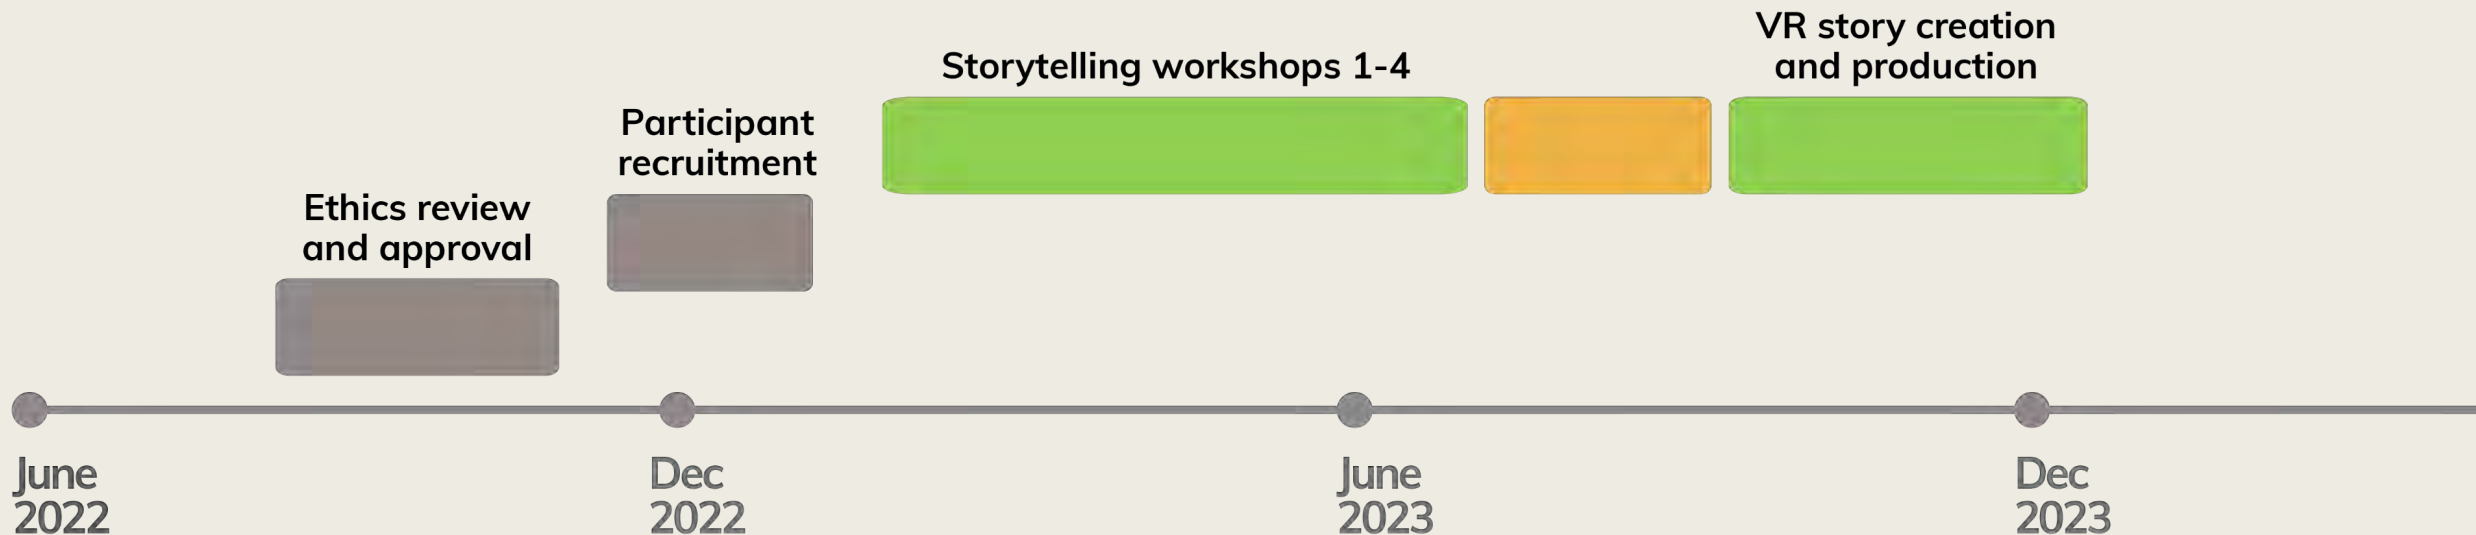 VR story creation
and production
Storytelling workshops 1-4
Participant
recruitment
Ethics review
and approval
June
2022
Dec
2022
June
2023
Dec
2023